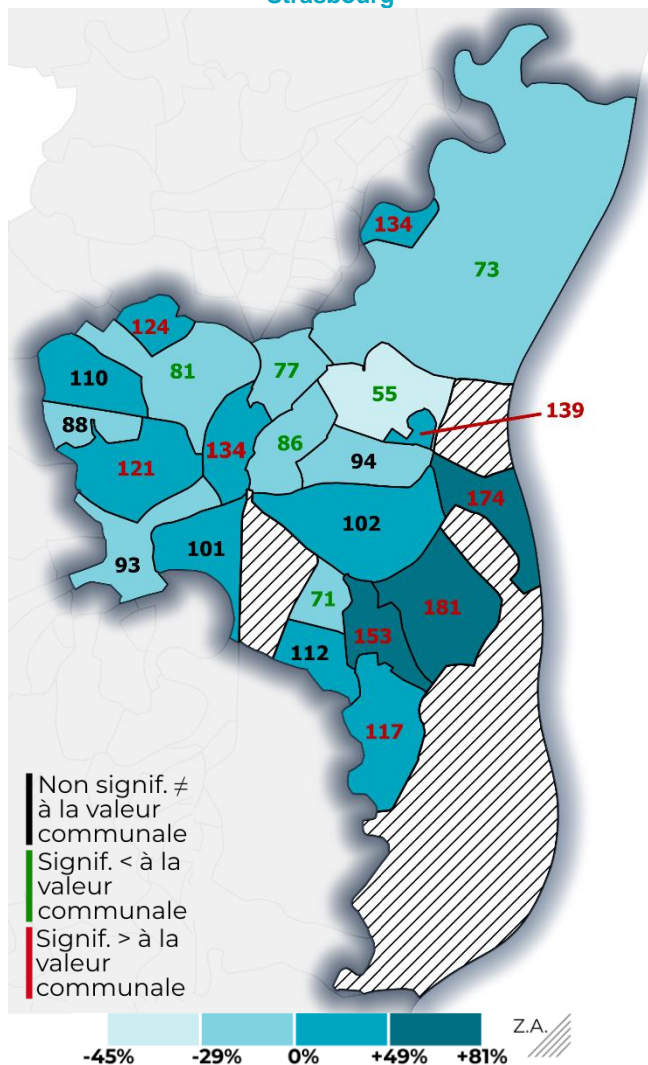 Strasbourg
134
73
124
81
77
110
55
139
88
86
134
94
121
174
102
101
93
71
181
153
112
117
Non signif. ≠
à la valeur
communale
Signif. < à la
valeur
communale
Signif. > à la
valeur
communale
Z.A.
-45% -29% 0% +49% +81%